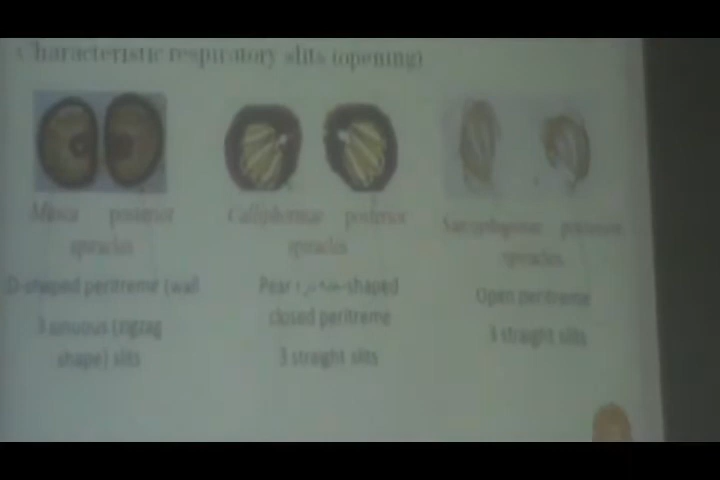 Characteristic respiratory slits (opening)
Musca posterior
spiracles
D-shaped peritreme (wall
3 sinuous (zigzag
shape) slits
Calliphorinae posterior
spiracles
Pear -shaped
closed peritreme
3 straight slits
Sarcophaginae posterior
spiracles
Open peritreme
3 straight slits